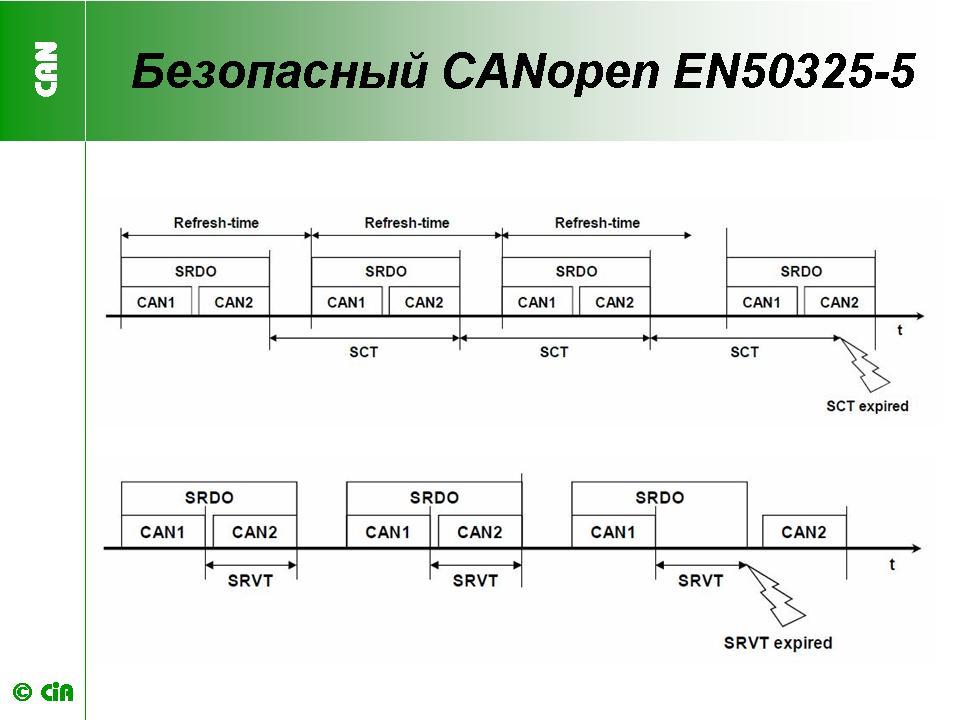 CAN
Безопасный CANopen EN50325-5
Refresh-time Refresh-time Refresh-time
SRDO SRDO SRDO SRDO
CAN1 CAN2 CAN1 CAN2 CAN1 CAN2 CAN1 CAN2
t
SCT SCT SCT
SCT expired
SRDO SRDO SRDO
CAN1 CAN2 CAN1 CAN2 CAN1 CAN2
t
SRVT SRVT SRVT
SRVT expired
© CiA